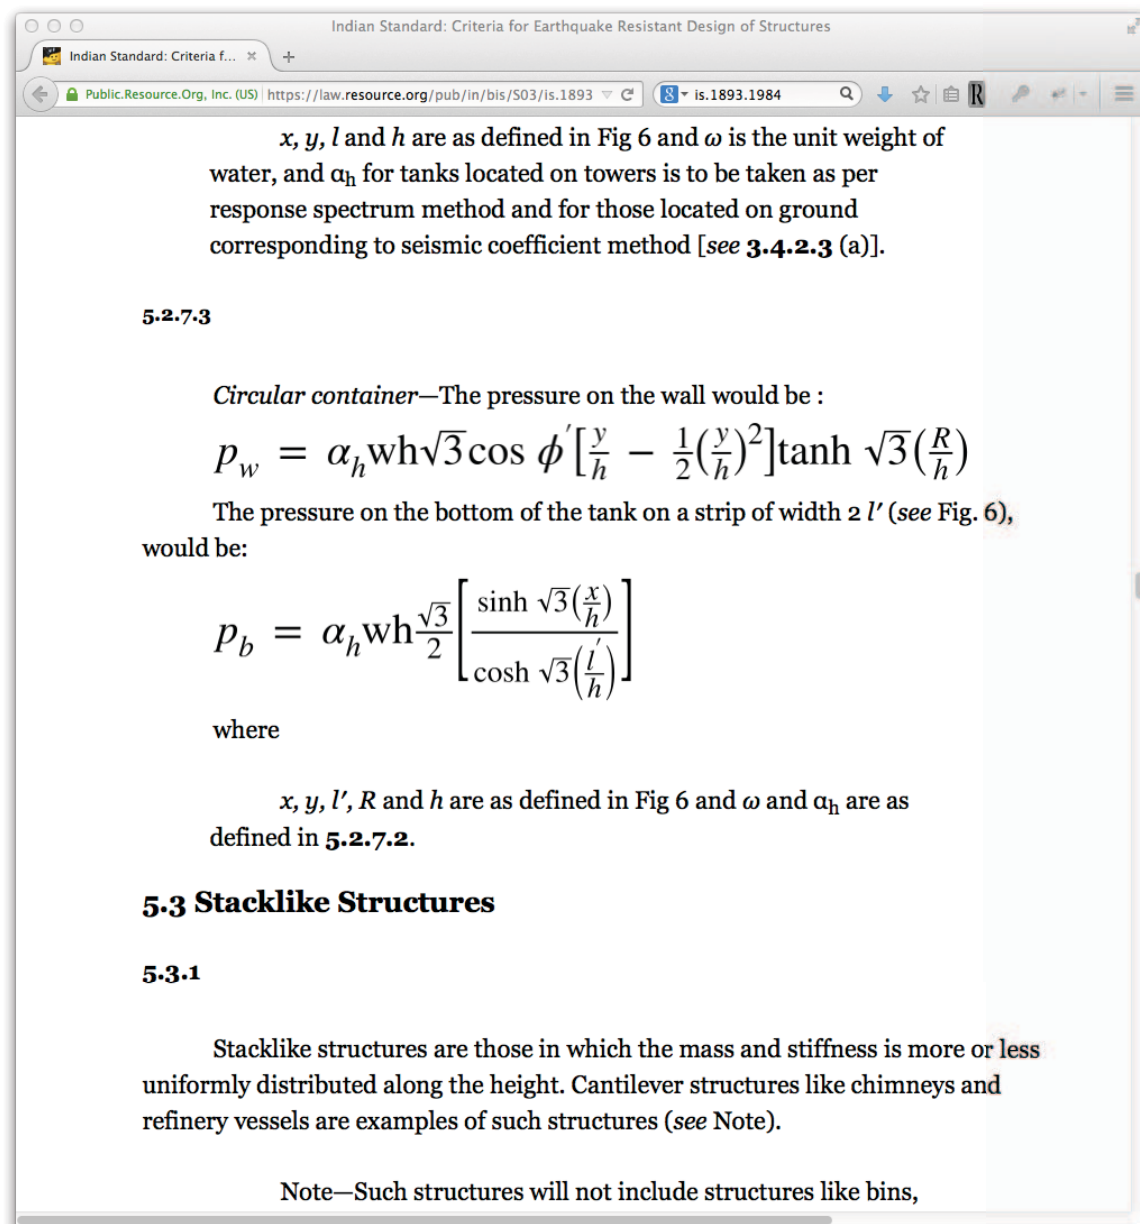 Indian Standard: Criteria for Earthquake Resistant Design of Structures
Indian Standard: Criteria f... × +
Public.Resource.Org, Inc. (US) https://law.resource.org/pub/in/bis/S03/is.1893 is.1893.1984
x, y, l and h are as defined in Fig 6 and ω is the unit weight of
water, and αh for tanks located on towers is to be taken as per
response spectrum method and for those located on ground
corresponding to seismic coefficient method [see 3.4.2.3 (a)].
5.2.7.3
Circular container—The pressure on the wall would be :
p_w = α_h wh√3 cos ϕ′[y/h − 1/2(y/h)²]tanh √3(R/h)
The pressure on the bottom of the tank on a strip of width 2 l′ (see Fig. 6),
would be:
p_b = α_h wh √3/2 [sinh √3(x/h) / cosh √3(l′/h)]
where
x, y, l′, R and h are as defined in Fig 6 and ω and αh are as
defined in 5.2.7.2.
5.3 Stacklike Structures
5.3.1
Stacklike structures are those in which the mass and stiffness is more or less
uniformly distributed along the height. Cantilever structures like chimneys and
refinery vessels are examples of such structures (see Note).
Note—Such structures will not include structures like bins,